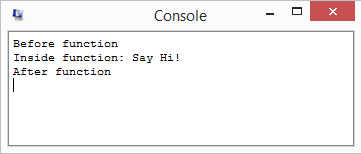 Console
Before function
Inside function: Say Hi!
After function